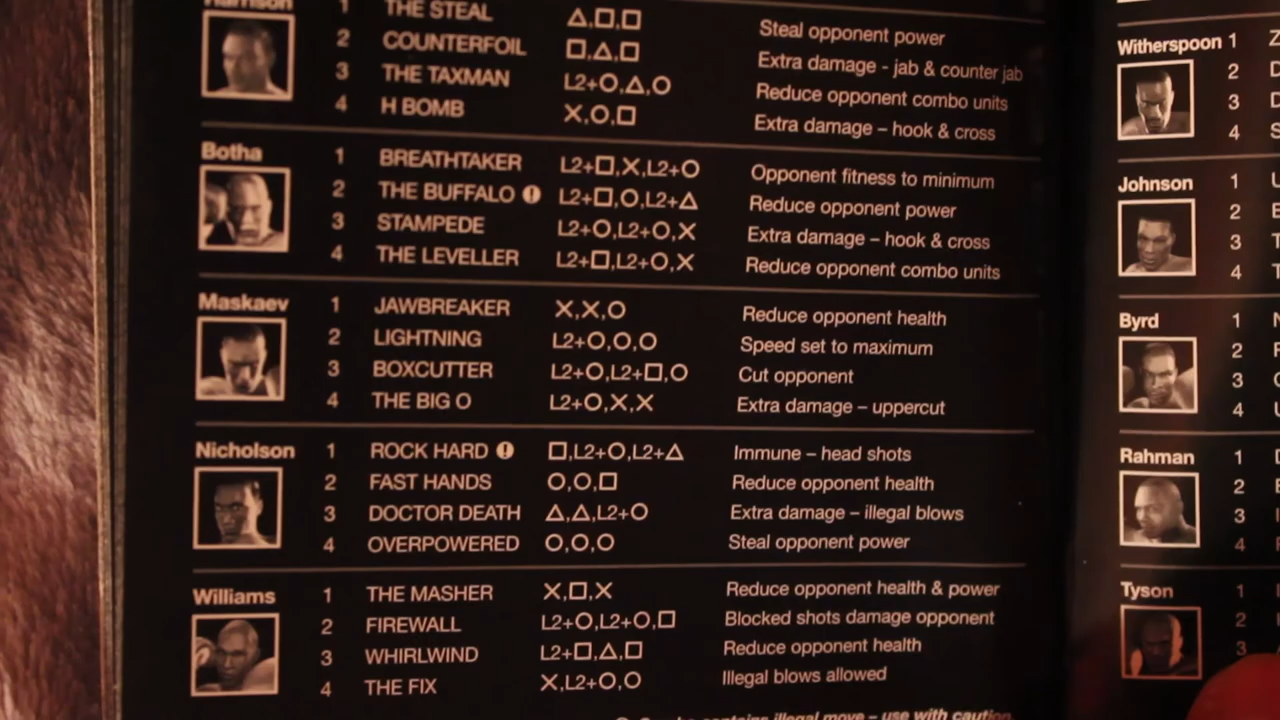 Harrison
1 THE STEAL △,□,□ Steal opponent power
2 COUNTERFOIL □,△,□ Extra damage - jab & counter jab
3 THE TAXMAN L2+○,△,○ Reduce opponent combo units
4 H BOMB ✕,○,□ Extra damage – hook & cross
Botha
1 BREATHTAKER L2+□,✕,L2+○ Opponent fitness to minimum
2 THE BUFFALO ! L2+□,○,L2+△ Reduce opponent power
3 STAMPEDE L2+○,L2+○,✕ Extra damage – hook & cross
4 THE LEVELLER L2+□,L2+○,✕ Reduce opponent combo units
Maskaev
1 JAWBREAKER ✕,✕,○ Reduce opponent health
2 LIGHTNING L2+○,○,○ Speed set to maximum
3 BOXCUTTER L2+○,L2+□,○ Cut opponent
4 THE BIG O L2+○,✕,✕ Extra damage – uppercut
Nicholson
1 ROCK HARD ! □,L2+○,L2+△ Immune – head shots
2 FAST HANDS ○,○,□ Reduce opponent health
3 DOCTOR DEATH △,△,L2+○ Extra damage – illegal blows
4 OVERPOWERED ○,○,○ Steal opponent power
Williams
1 THE MASHER ✕,□,✕ Reduce opponent health & power
2 FIREWALL L2+○,L2+○,□ Blocked shots damage opponent
3 WHIRLWIND L2+□,△,□ Reduce opponent health
4 THE FIX ✕,L2+○,○ Illegal blows allowed
contains illegal move – use with caution
Witherspoon 1
2
3
4
Johnson 1
2
3
4
Byrd 1
2
3
4
Rahman 1
2
3
4
Tyson 1
2
3